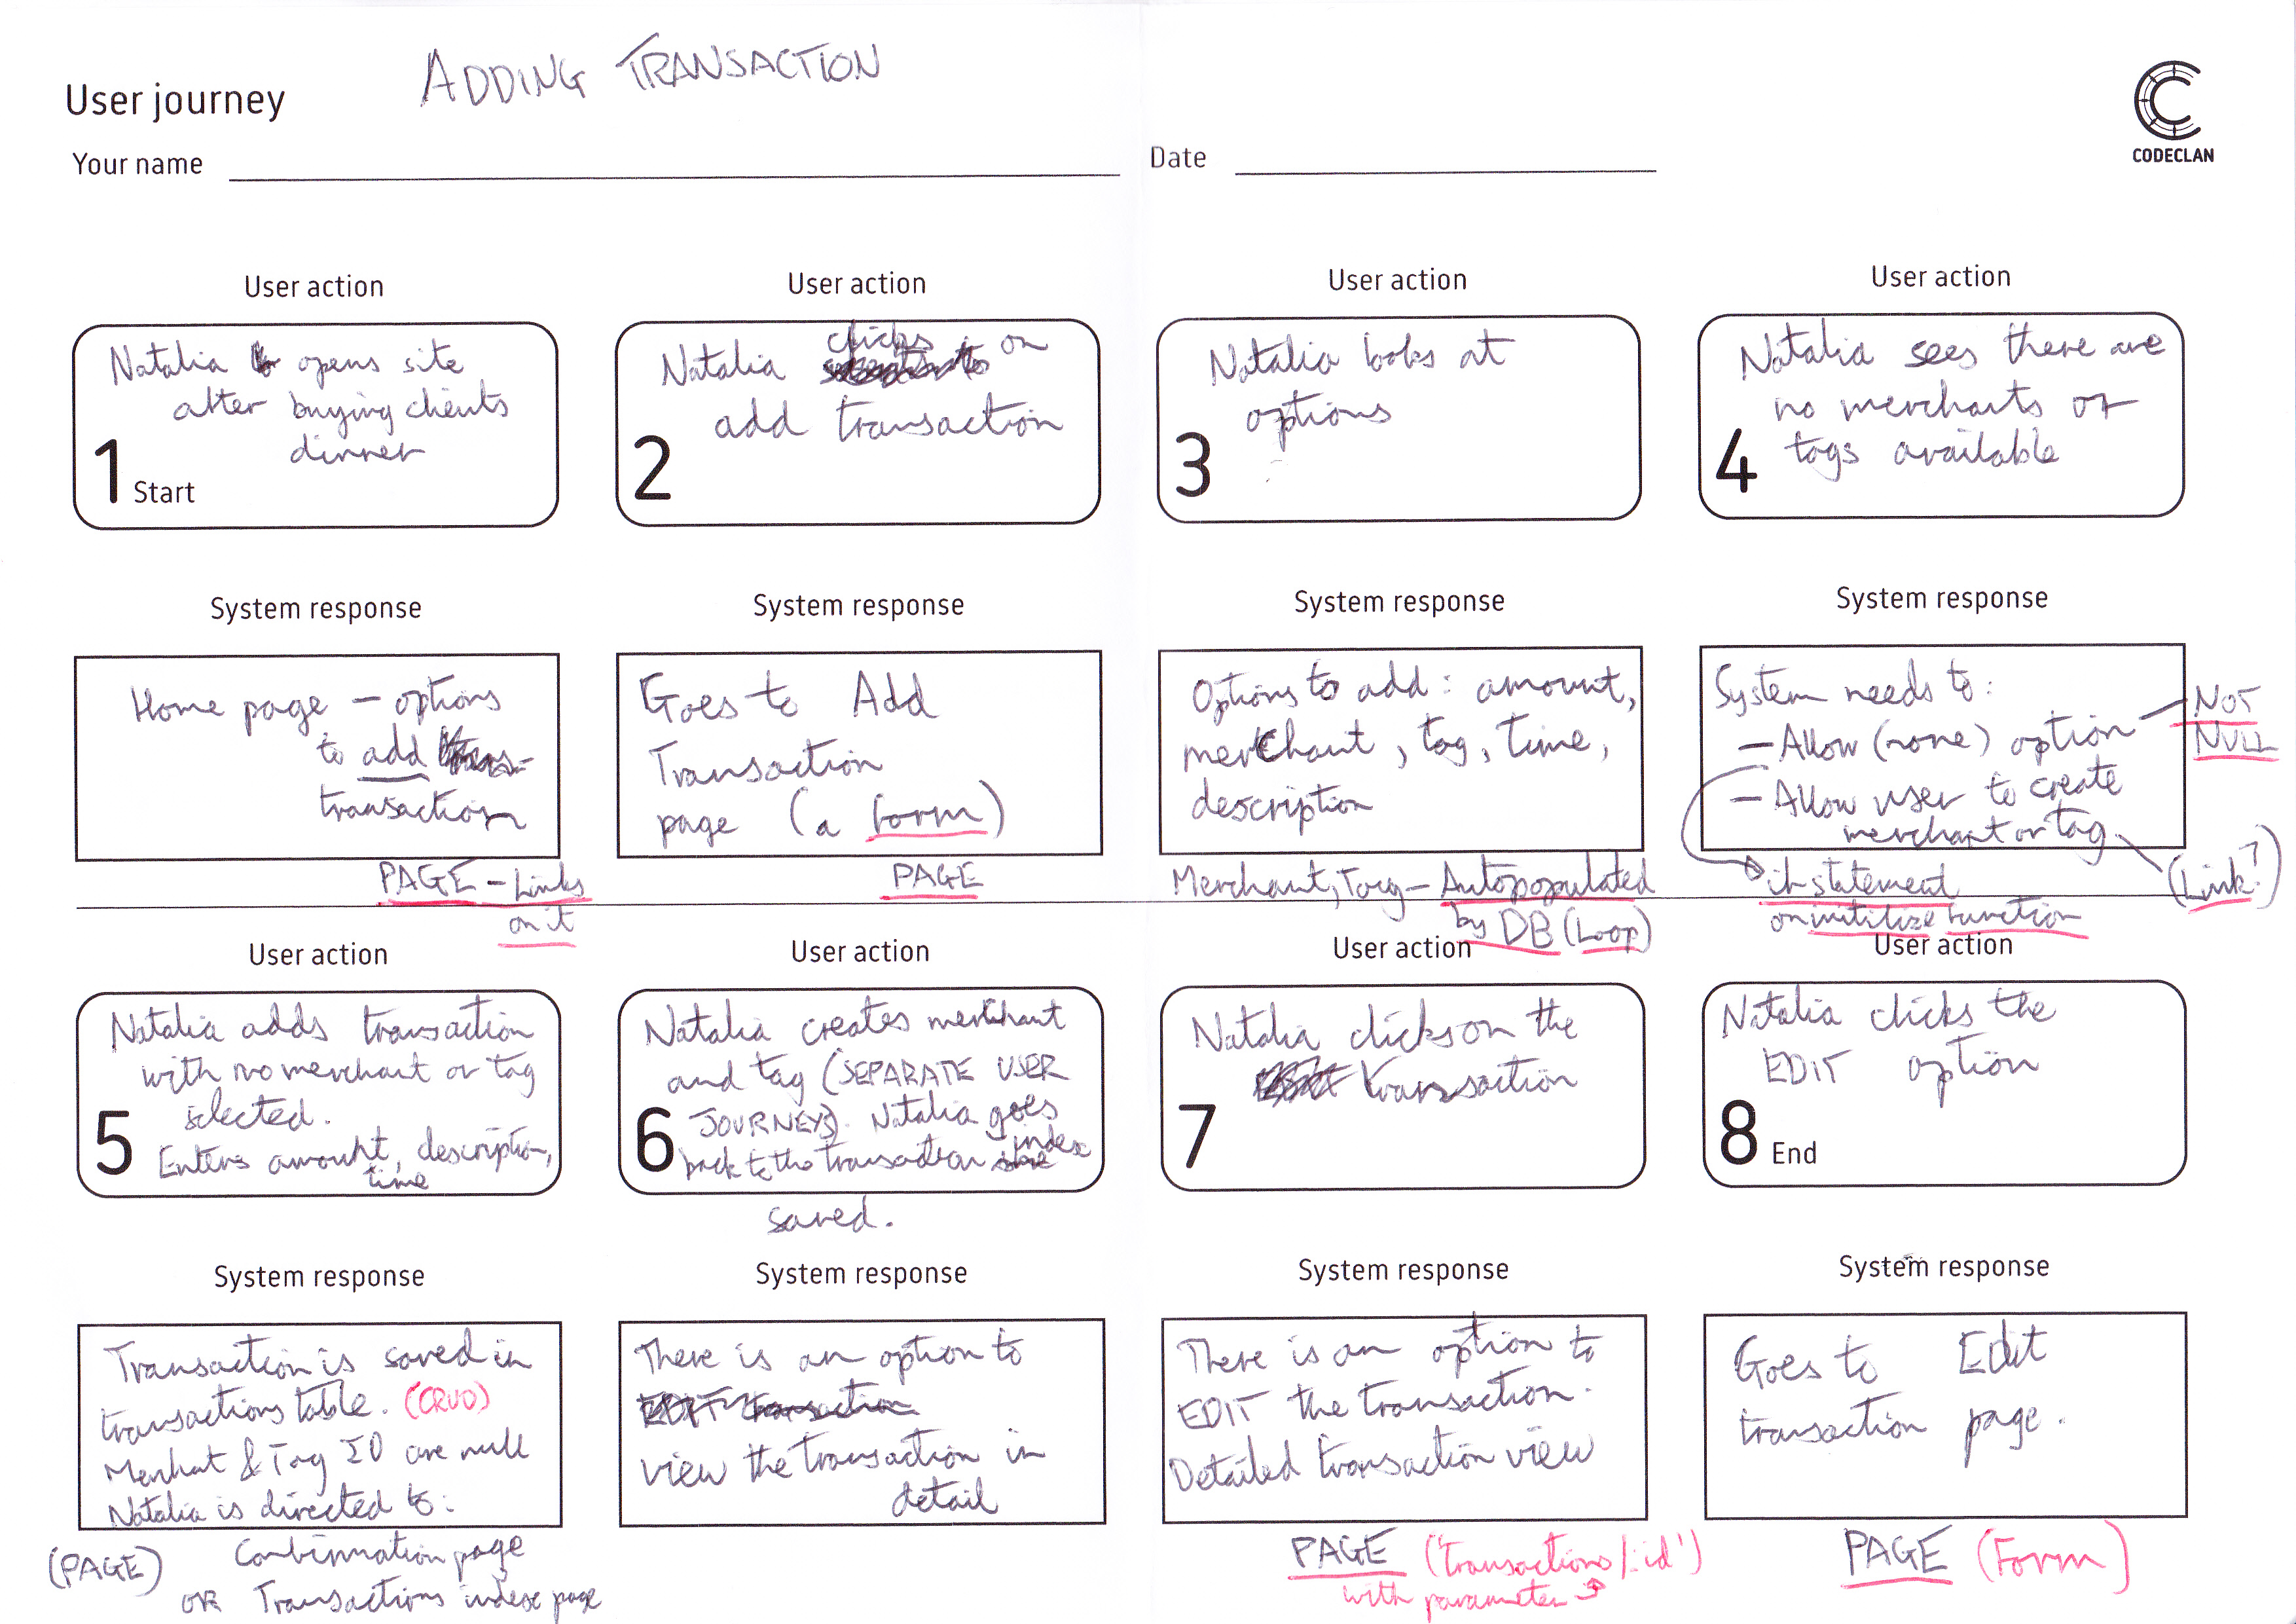 User journey
ADDING TRANSACTION
CODECLAN
Your name
Date
User action
Natalia opens site
after buying clients
dinner
1 Start
User action
Natalia clicks on
add transaction
2
User action
Natalia looks at
options
3
User action
Natalia sees there are
no merchants or
tags available
4
System response
Home page - options
to add
transaction
PAGE - Links
on it
System response
Goes to Add
Transaction
page (a form)
PAGE
System response
Options to add: amount,
merchant, tag, time,
description
Merchant, Tag - Autopopulated
by DB (Loop)
System response
System needs to:
- Allow (none) option
- Allow user to create
merchant or tag
NOT
NULL
(Link?)
if statement
on initilize function
User action
Natalia adds transaction
with no merchant or tag
selected.
Enters amount, description,
time
5
User action
Natalia creates merchant
and tag (SEPARATE USER
JOURNEYS). Natalia goes
back to the transaction index
saved.
6
User action
Natalia clicks on the
transaction
7
User action
Natalia clicks the
EDIT option
8 End
System response
Transaction is saved in
transactions table. (CRUD)
Merchat & Tag ID are null
Natalia is directed to:
(PAGE) Confirmation page
OR Transactions index page
System response
There is an option to
EDIT transaction
view the transaction in
detail
System response
There is an option to
EDIT the transaction.
Detailed transaction view
PAGE ('transactions/:id')
with parameter
System response
Goes to Edit
transaction page.
PAGE (Form)